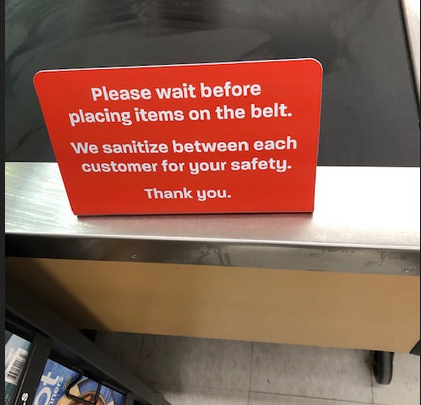 Please wait before
placing items on the belt.
We sanitize between each
customer for your safety.
Thank you.